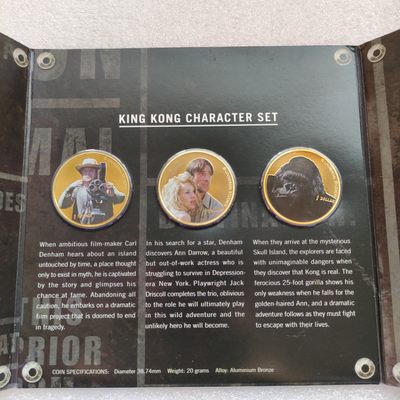 KING KONG CHARACTER SET
1 DOLLAR
When ambitious film-maker Carl
Denham hears about an island
untouched by time, a place thought
only to exist in myth, he is captivated
by the story and glimpses his
chance at fame. Abandoning all
caution, he embarks on a dramatic
film project that is doomed to end
in tragedy.
In his search for a star, Denham
discovers Ann Darrow, a beautiful
but out-of-work actress who is
struggling to survive in Depression-
era New York. Playwright Jack
Driscoll completes the trio, oblivious
to the role he will ultimately play
in this wild adventure and the
unlikely hero he will become.
When they arrive at the mysterious
Skull Island, the explorers are faced
with unimaginable dangers when
they discover that Kong is real. The
ferocious 25-foot gorilla shows his
only weakness when he falls for the
golden-haired Ann, and a dramatic
adventure follows as they must fight
to escape with their lives.
COIN SPECIFICATIONS: Diameter 38.74mm Weight: 20 grams Alloy: Aluminium Bronze